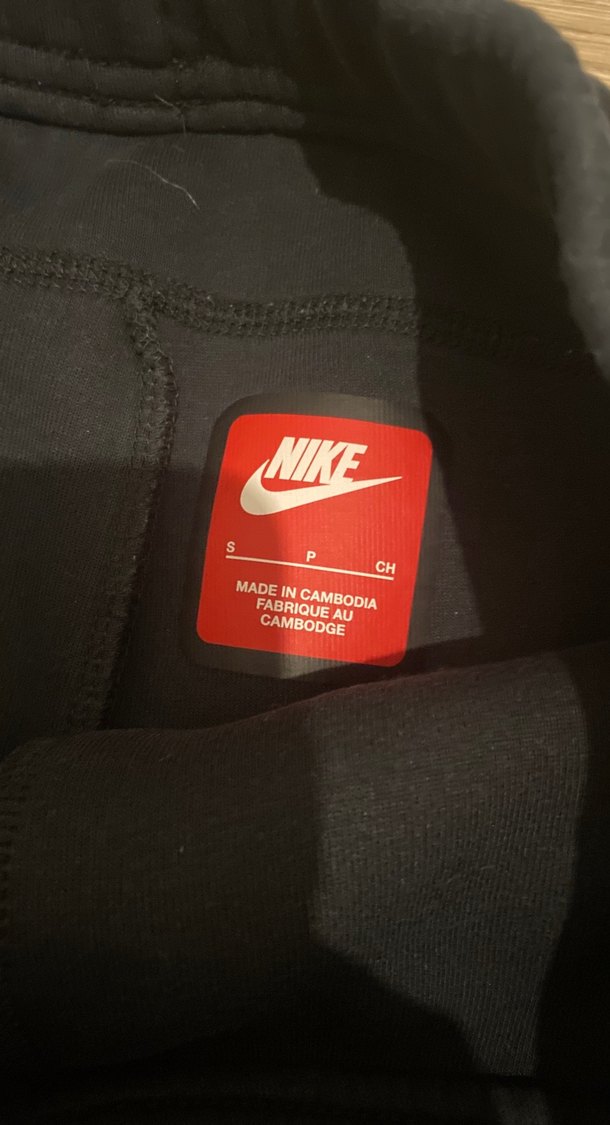 NIKE
S P CH
MADE IN CAMBODIA
FABRIQUE AU
CAMBODGE